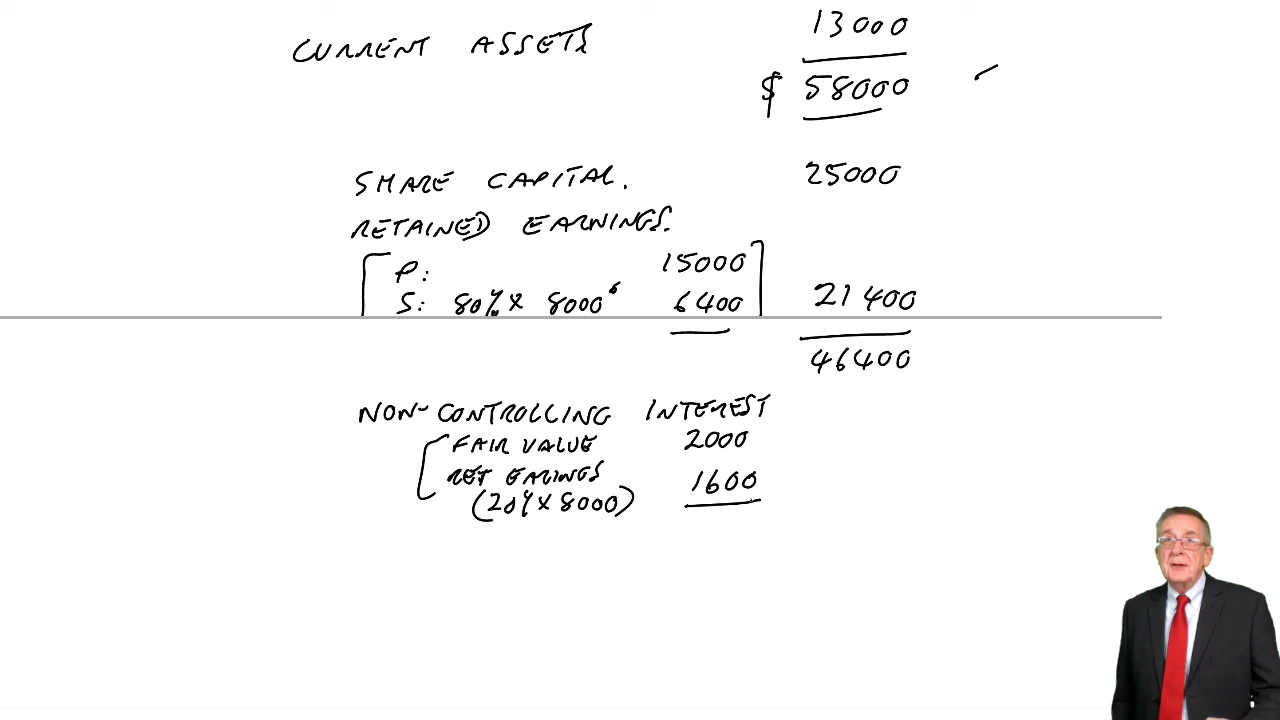 CURRENT ASSETS 13000
$ 58000
SHARE CAPITAL. 25000
RETAINED EARNINGS.
P: 15000
S: 80% × 8000 6400 21400
46400
NON-CONTROLLING INTEREST
FAIR VALUE 2000
RET EARINGS 1600
(20% × 8000)